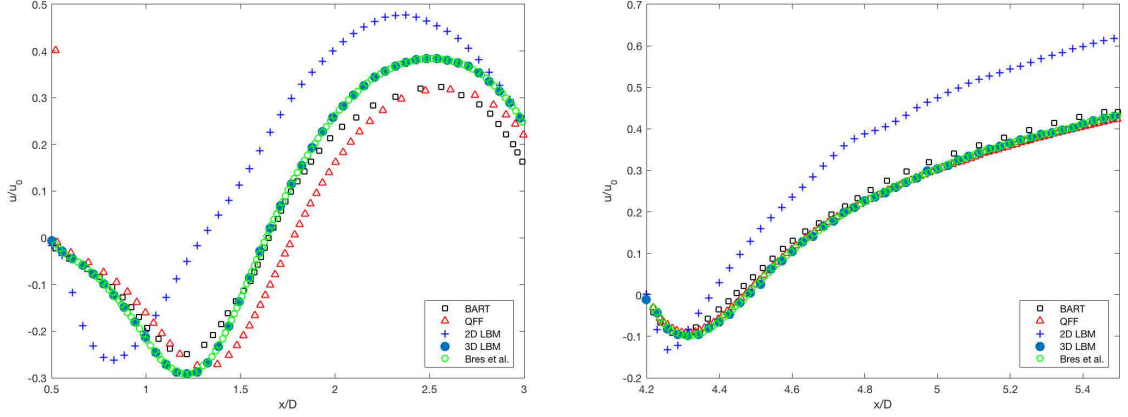 0.5
0.4
0.3
0.2
0.1
0
-0.1
-0.2
-0.3
u/u0
0.5 1 1.5 2 2.5 3
x/D
BART
QFF
2D LBM
3D LBM
Bres et al.
0.7
0.6
0.5
0.4
0.3
0.2
0.1
0
-0.1
-0.2
u/u0
4.2 4.4 4.6 4.8 5 5.2 5.4
x/D
BART
QFF
2D LBM
3D LBM
Bres et al.